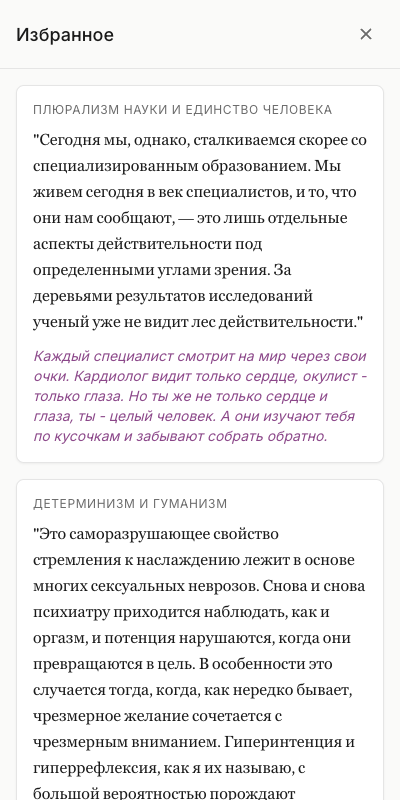 Избранное
ПЛЮРАЛИЗМ НАУКИ И ЕДИНСТВО ЧЕЛОВЕКА
"Сегодня мы, однако, сталкиваемся скорее со
специализированным образованием. Мы
живем сегодня в век специалистов, и то, что
они нам сообщают, — это лишь отдельные
аспекты действительности под
определенными углами зрения. За
деревьями результатов исследований
ученый уже не видит лес действительности."
Каждый специалист смотрит на мир через свои
очки. Кардиолог видит только сердце, окулист -
только глаза. Но ты же не только сердце и
глаза, ты - целый человек. А они изучают тебя
по кусочкам и забывают собрать обратно.
ДЕТЕРМИНИЗМ И ГУМАНИЗМ
"Это саморазрушающее свойство
стремления к наслаждению лежит в основе
многих сексуальных неврозов. Снова и снова
психиатру приходится наблюдать, как и
оргазм, и потенция нарушаются, когда они
превращаются в цель. В особенности это
случается тогда, когда, как нередко бывает,
чрезмерное желание сочетается с
чрезмерным вниманием. Гиперинтенция и
гиперрефлексия, как я их называю, с
большой вероятностью порождают